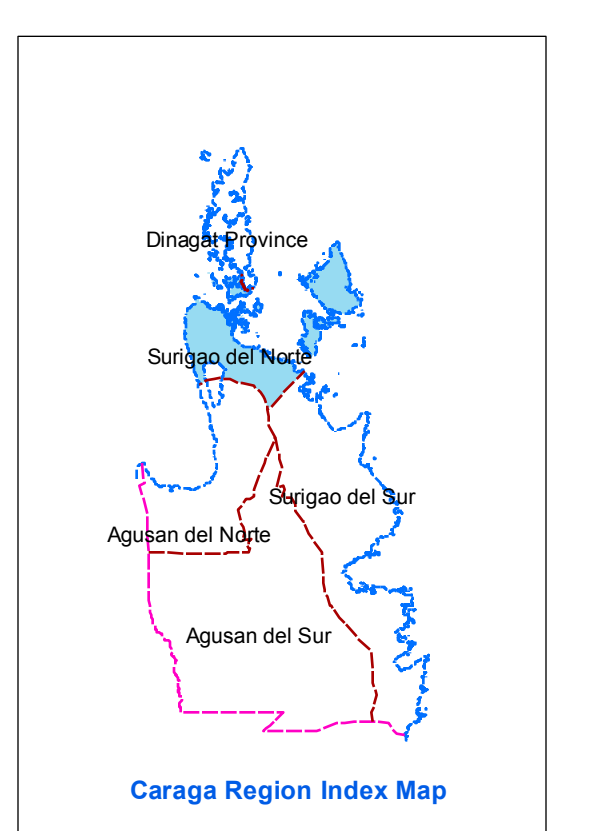 Dinagat Province
Surigao del Norte
Surigao del Sur
Agusan del Norte
Agusan del Sur
Caraga Region Index Map